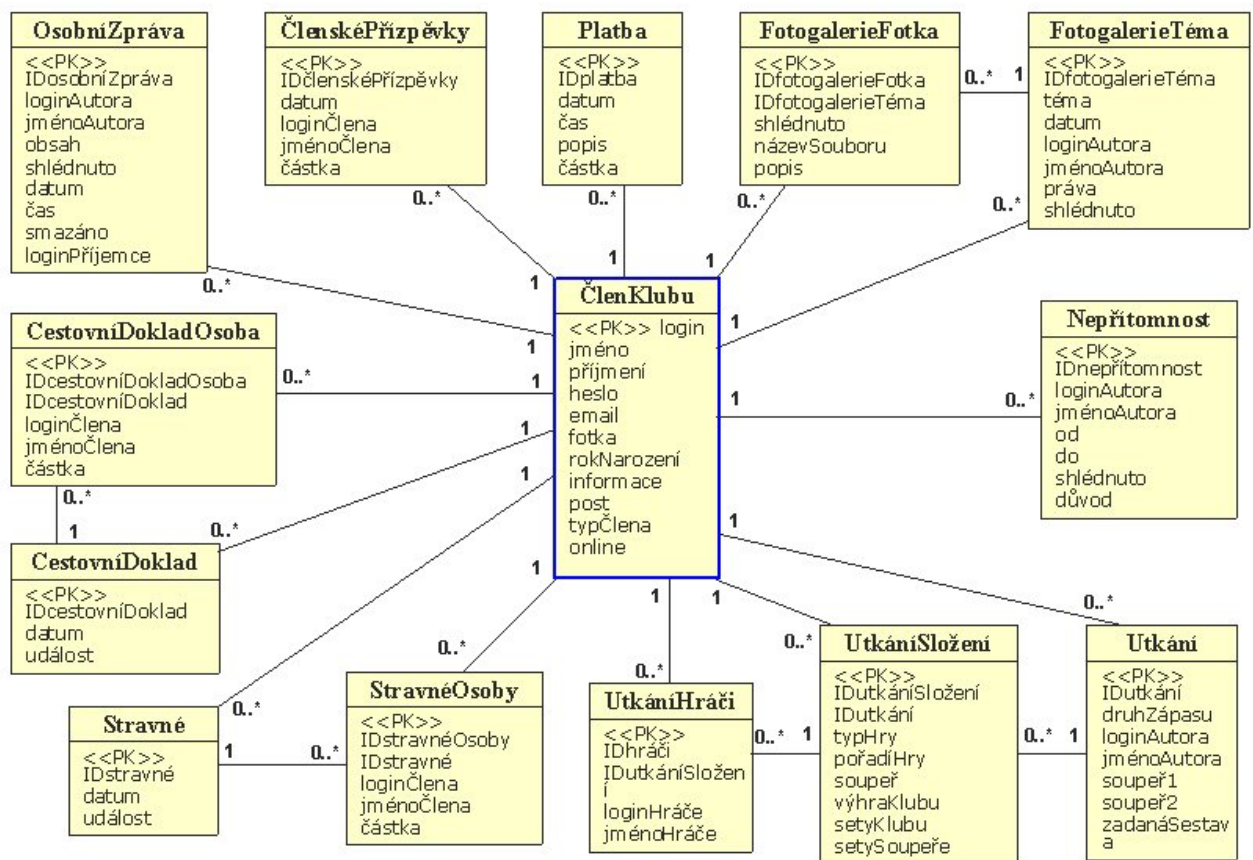 OsobníZpráva
<<PK>>
IDosobníZpráva
loginAutora
jménoAutora
obsah
shlédnuto
datum
čas
smazáno
loginPříjemce
ČlenskéPřízpěvky
<<PK>>
IDčlenskéPřízpěvky
datum
loginČlena
jménoČlena
částka
Platba
<<PK>>
IDplatba
datum
čas
popis
částka
FotogalerieFotka
<<PK>>
IDfotogalerieFotka
IDfotogalerieTéma
shlédnuto
názevSouboru
popis
0..* 1
FotogalerieTéma
<<PK>>
IDfotogalerieTéma
téma
datum
loginAutora
jménoAutora
práva
shlédnuto
0..*
0..*
0..*
0..*
0..*
1
1
1
1
1
ČlenKlubu
<<PK>> login
jméno
příjmení
heslo
email
fotka
rokNarození
informace
post
typČlena
online
CestovníDokladOsoba
<<PK>>
IDcestovníDokladOsoba
IDcestovníDoklad
loginČlena
jménoČlena
částka
0..*
1
0..*
1
Nepřítomnost
<<PK>>
IDnepřítomnost
loginAutora
jménoAutora
od
do
shlédnuto
důvod
1
0..*
CestovníDoklad
<<PK>>
IDcestovníDoklad
datum
událost
0..*
1
Stravné
<<PK>>
IDstravné
datum
událost
0..*
1
1
0..*
StravnéOsoby
<<PK>>
IDstravnéOsoby
IDstravné
loginČlena
jménoČlena
částka
0..*
1
UtkáníHráči
<<PK>>
IDhráči
IDutkáníSložen
í
loginHráče
jménoHráče
0..*
1
0..* 1
UtkáníSložení
<<PK>>
IDutkáníSložení
IDutkání
typHry
pořadíHry
soupeř
výhraKlubu
setyKlubu
setySoupeře
0..*
1
0..* 1
Utkání
<<PK>>
IDutkání
druhZápasu
loginAutora
jménoAutora
soupeř1
soupeř2
zadanáSestav
a
0..*
1